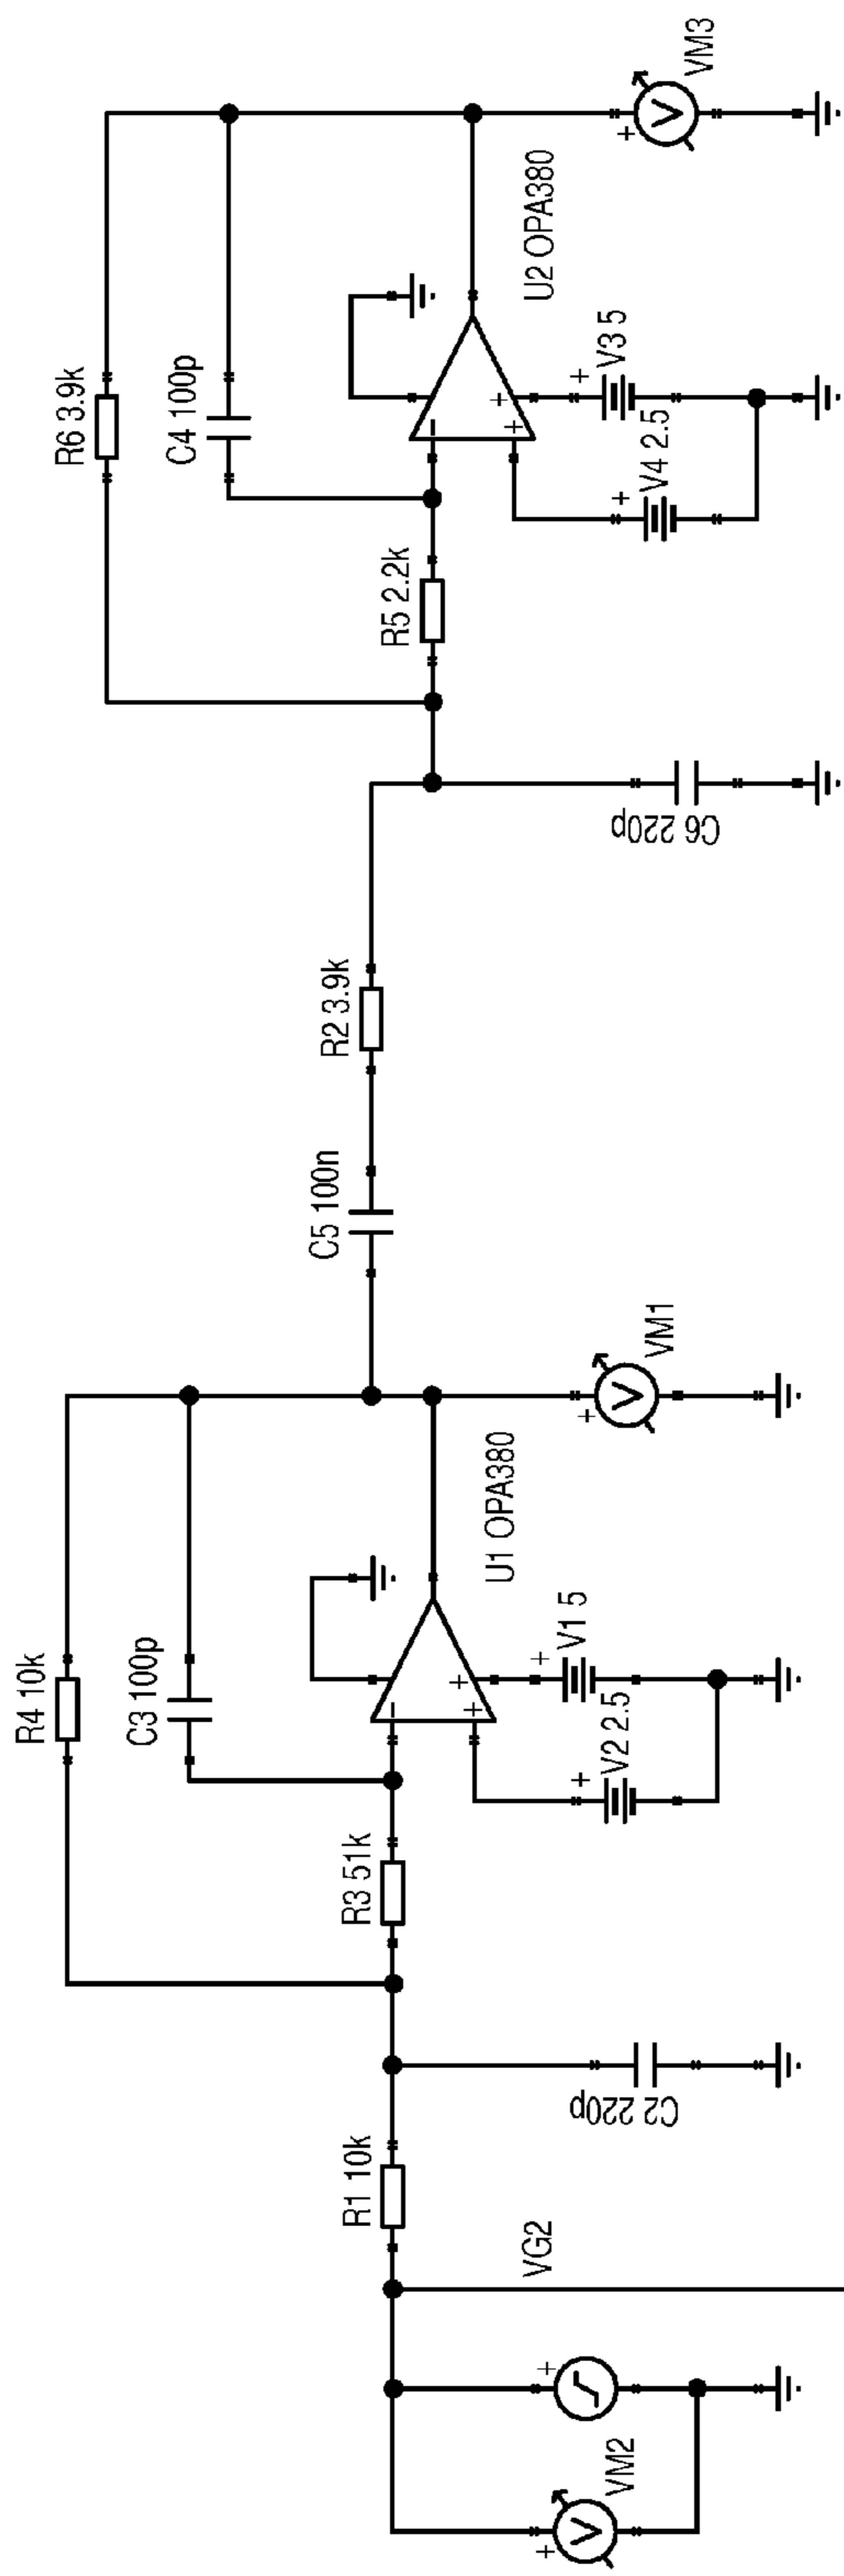 R4 10k
C3 100p
R3 51k
R1 10k
C2 220p
VG2
VM2
U1 OPA380
V1 5
V2 2.5
VM1
C5 100n
R2 3.9k
C6 220p
R6 3.9k
C4 100p
R5 2.2k
U2 OPA380
V3 5
V4 2.5
VM3